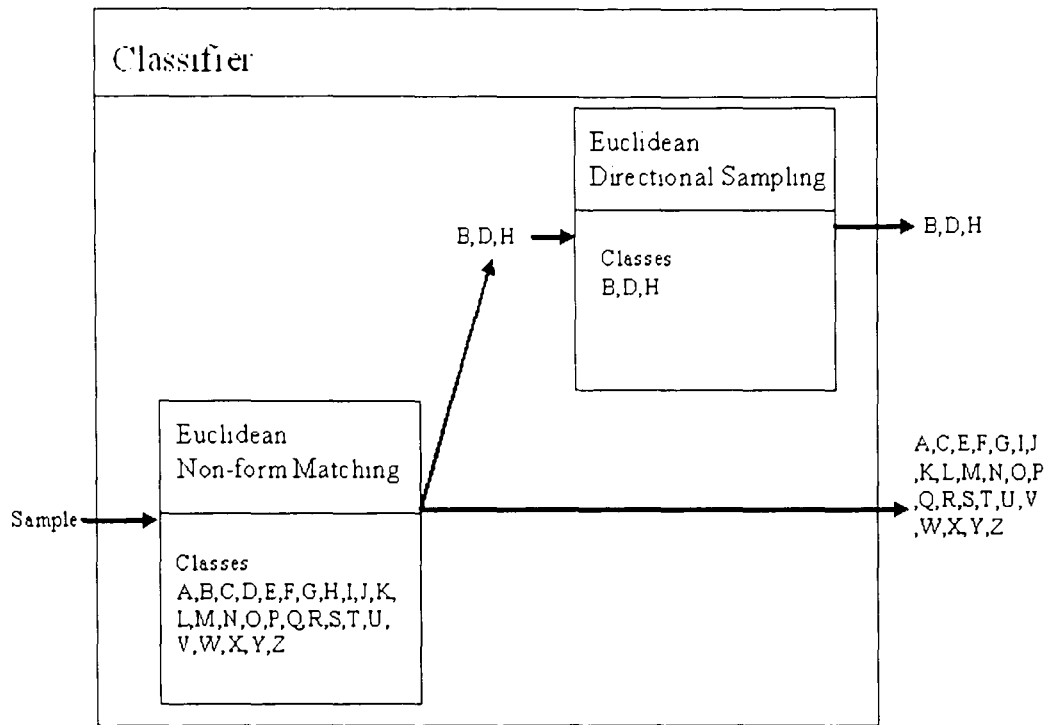 Classifier
Euclidean
Directional Sampling
B,D,H
Classes
B,D,H
B,D,H
Euclidean
Non-form Matching
Sample
Classes
A,B,C,D,E,F,G,H,I,J,K,
L,M,N,O,P,Q,R,S,T,U,
V,W,X,Y,Z
A,C,E,F,G,I,J
,K,L,M,N,O,P
,Q,R,S,T,U,V
,W,X,Y,Z